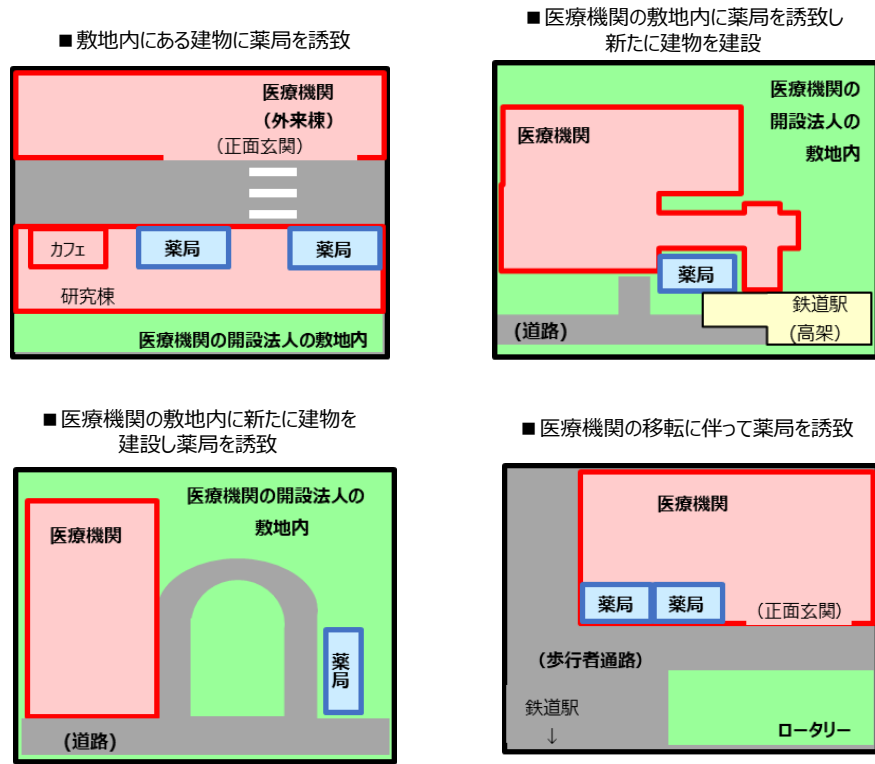 ■敷地内にある建物に薬局を誘致
医療機関
(外来棟)
(正面玄関)
カフェ
薬局
薬局
研究棟
医療機関の開設法人の敷地内
■医療機関の敷地内に薬局を誘致し
新たに建物を建設
医療機関の
開設法人の
敷地内
医療機関
薬局
鉄道駅
(高架)
(道路)
■医療機関の敷地内に新たに建物を
建設し薬局を誘致
医療機関の開設法人の
敷地内
医療機関
薬局
(道路)
■医療機関の移転に伴って薬局を誘致
医療機関
薬局
薬局
(正面玄関)
(歩行者通路)
鉄道駅
↓
ロータリー